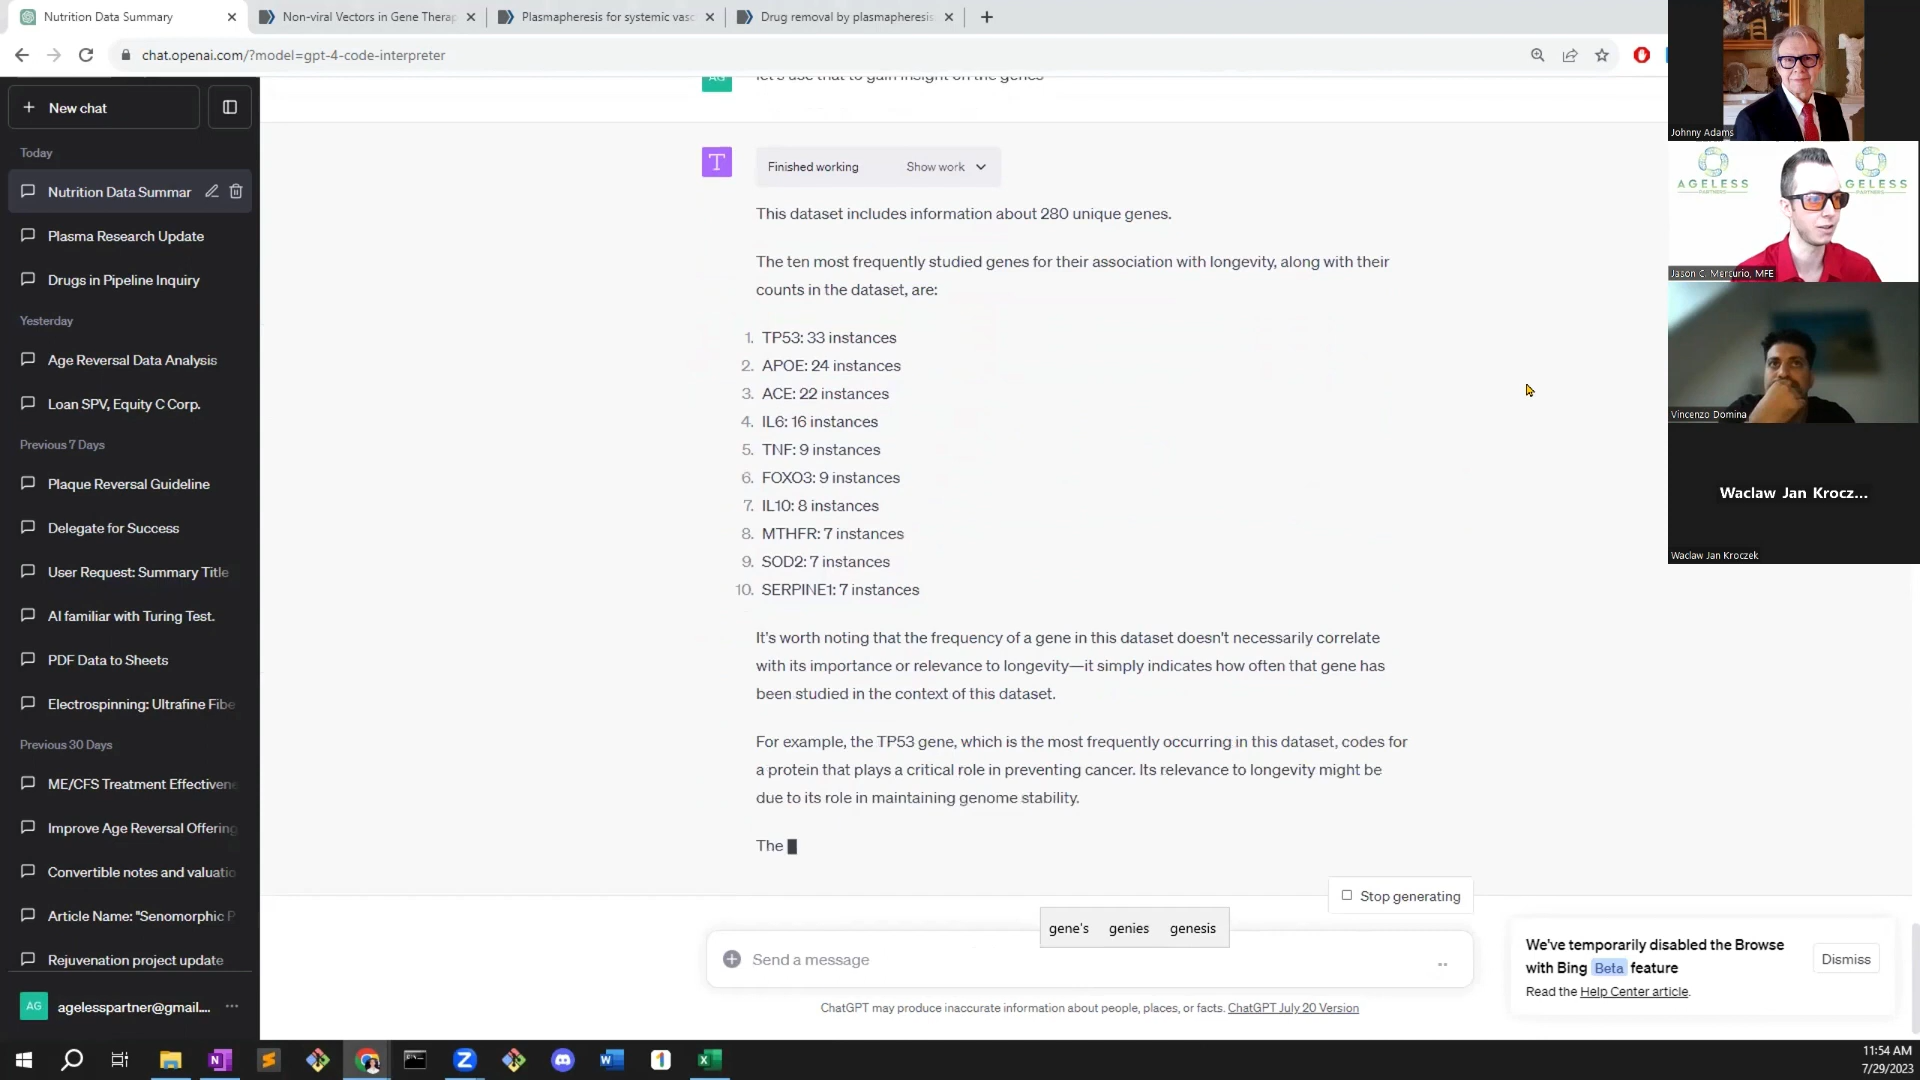 Nutrition Data Summary
Non-viral Vectors in Gene Therap
Plasmapheresis for systemic vasc
Drug removal by plasmapheresis
chat.openai.com/?model=gpt-4-code-interpreter
New chat
Today
Nutrition Data Summar
Plasma Research Update
Drugs in Pipeline Inquiry
Yesterday
Age Reversal Data Analysis
Loan SPV, Equity C Corp.
Previous 7 Days
Plaque Reversal Guideline
Delegate for Success
User Request: Summary Title
AI familiar with Turing Test.
PDF Data to Sheets
Electrospinning: Ultrafine Fibe
Previous 30 Days
ME/CFS Treatment Effectivene
Improve Age Reversal Offering
Convertible notes and valuatio
Article Name: "Senomorphic P
Rejuvenation project update
AG
agelesspartner@gmail....
AG
let's use that to gain insight on the genes
T
Finished working
Show work
This dataset includes information about 280 unique genes.
The ten most frequently studied genes for their association with longevity, along with their
counts in the dataset, are:
1. TP53: 33 instances
2. APOE: 24 instances
3. ACE: 22 instances
4. IL6: 16 instances
5. TNF: 9 instances
6. FOXO3: 9 instances
7. IL10: 8 instances
8. MTHFR: 7 instances
9. SOD2: 7 instances
10. SERPINE1: 7 instances
It's worth noting that the frequency of a gene in this dataset doesn't necessarily correlate
with its importance or relevance to longevity—it simply indicates how often that gene has
been studied in the context of this dataset.
For example, the TP53 gene, which is the most frequently occurring in this dataset, codes for
a protein that plays a critical role in preventing cancer. Its relevance to longevity might be
due to its role in maintaining genome stability.
The
Stop generating
gene's genies genesis
Send a message
ChatGPT may produce inaccurate information about people, places, or facts. ChatGPT July 20 Version
We've temporarily disabled the Browse
with Bing Beta feature
Read the Help Center article.
Dismiss
Johnny Adams
AGELESS
PARTNERS
GELESS
PARTNERS
Jason C. Mercurio, MFE
Vincenzo Domina
Waclaw Jan Krocz...
Waclaw Jan Kroczek
11:54 AM
7/29/2023